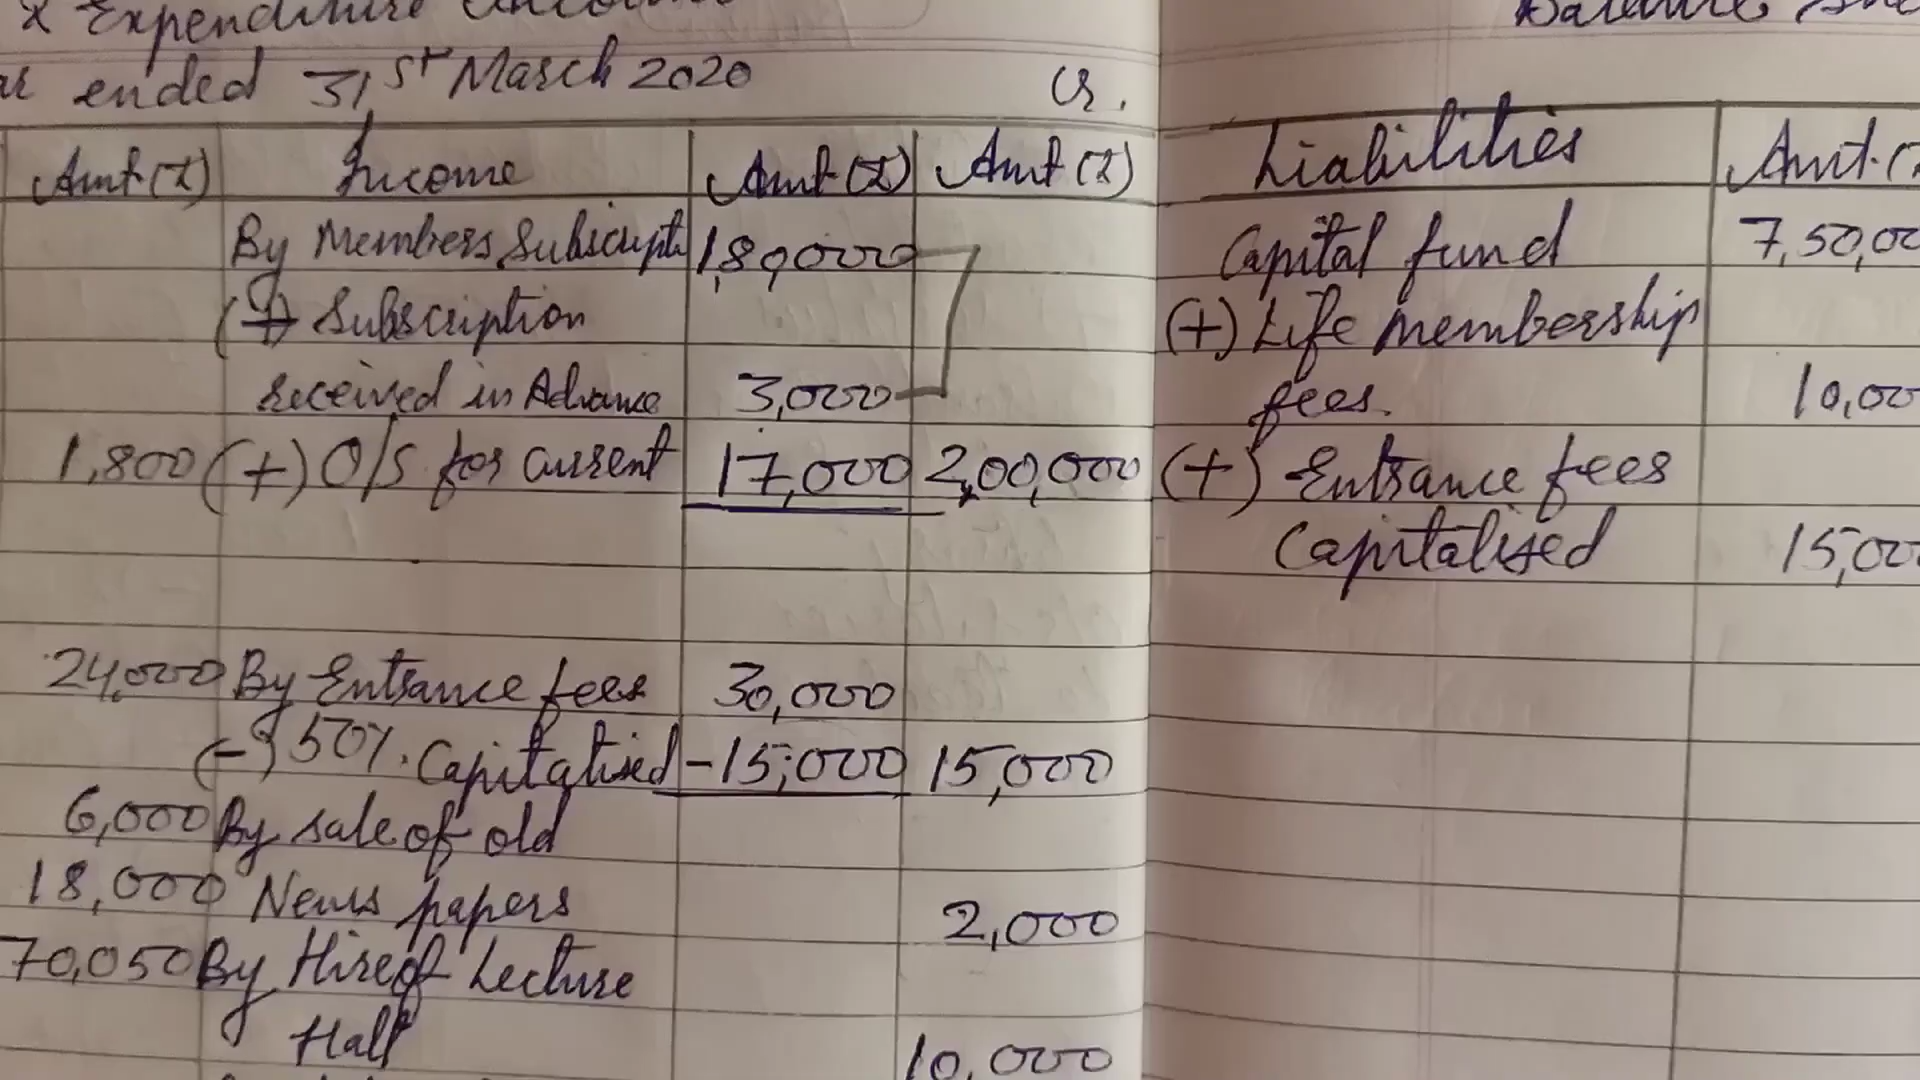 & Expenditure
ended 31st March 2020
Cr.
Amt (₹) Income Amt (₹) Amt (₹)
By Members Subscript 1,80,000
(+) Subscription
received in Advance 3,000
1,800 (+) O/S for current 17,000 2,00,000
24,000 By Entrance fees 30,000
(-) 50% Capitalised -15,000 15,000
6,000 By sale of old
18,000 News papers 2,000
70,050 By Hire of Lecture
Hall 10,000
Balance
Liabilities Amt.
Capital fund 7,50,00
(+) Life membership
fees. 10,00
(+) Entrance fees
Capitalised 15,00